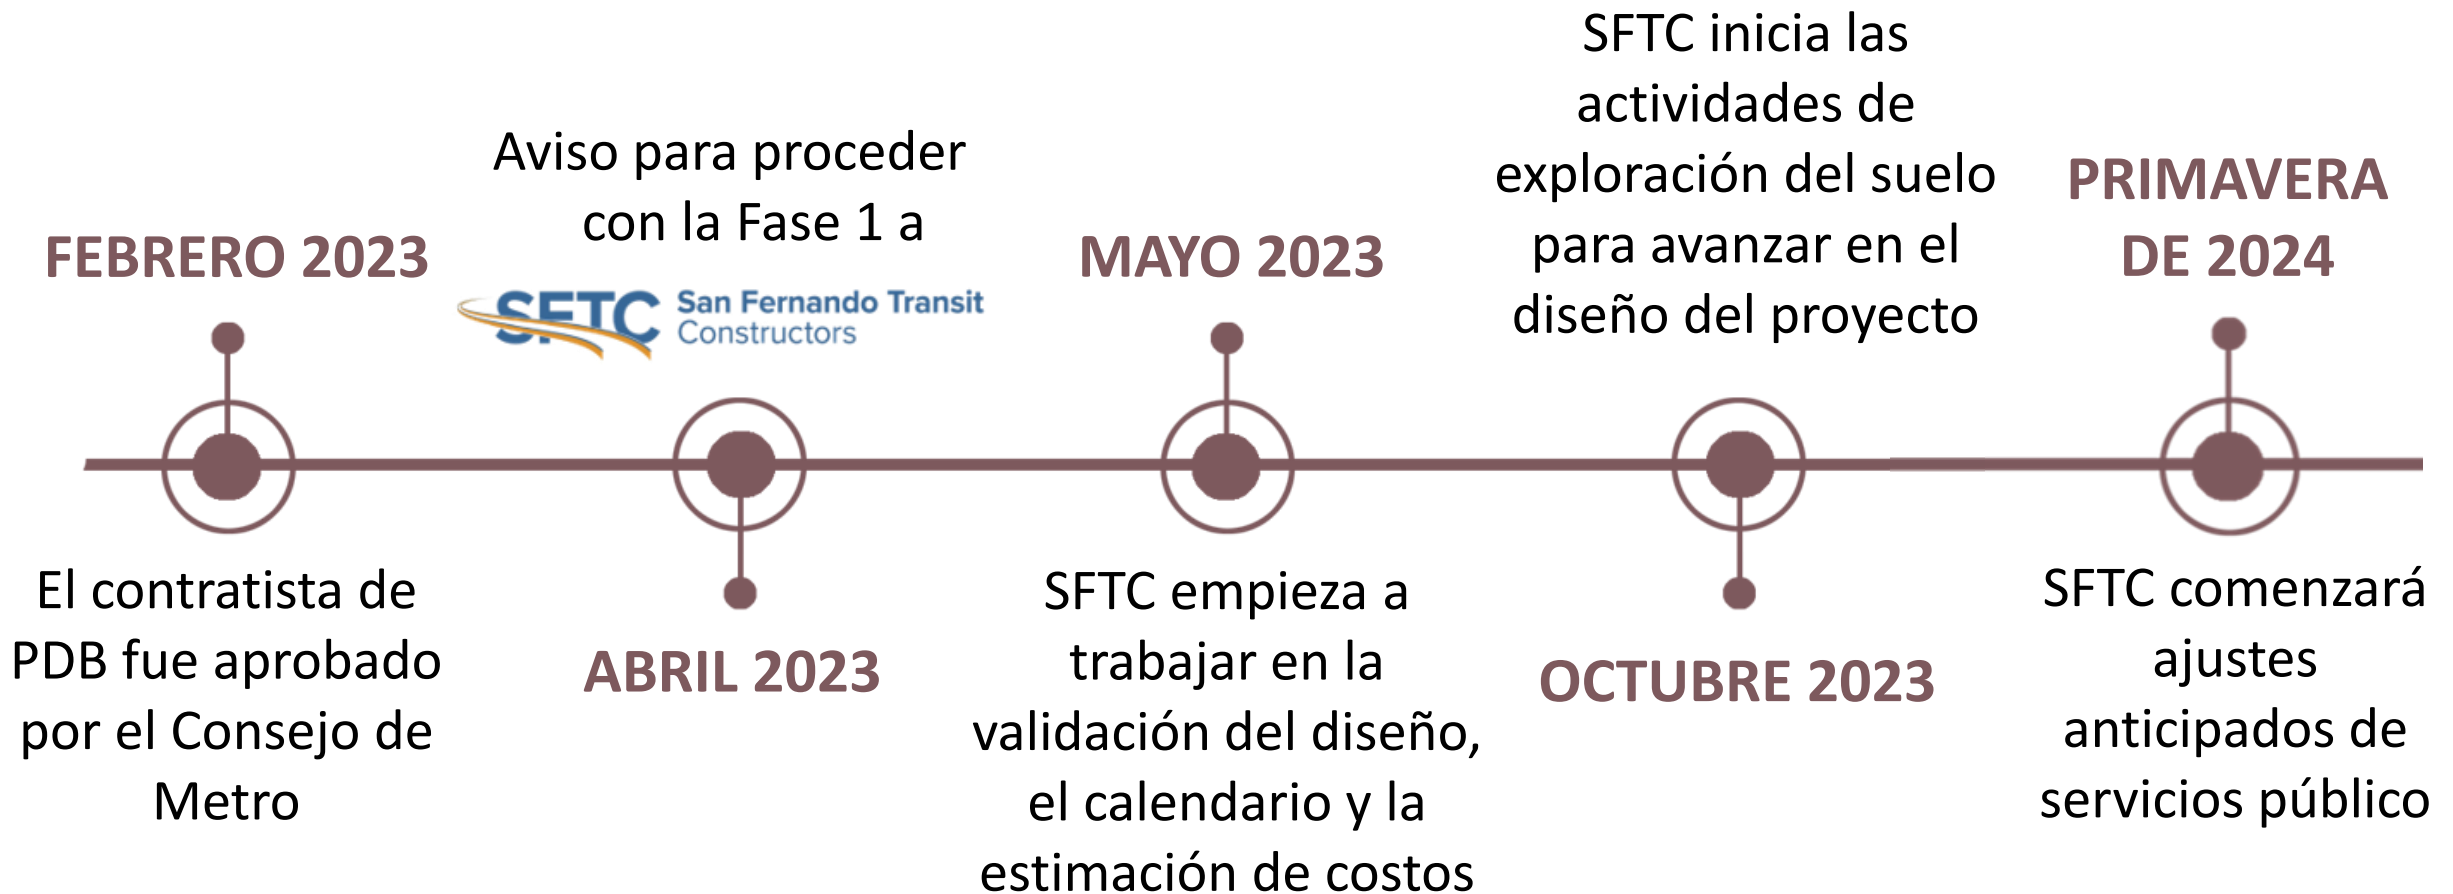 FEBRERO 2023
El contratista de
PDB fue aprobado
por el Consejo de
Metro
Aviso para proceder
con la Fase 1 a
SFTC San Fernando Transit
Constructors
ABRIL 2023
MAYO 2023
SFTC empieza a
trabajar en la
validación del diseño,
el calendario y la
estimación de costos
SFTC inicia las
actividades de
exploración del suelo
para avanzar en el
diseño del proyecto
OCTUBRE 2023
PRIMAVERA
DE 2024
SFTC comenzará
ajustes
anticipados de
servicios público